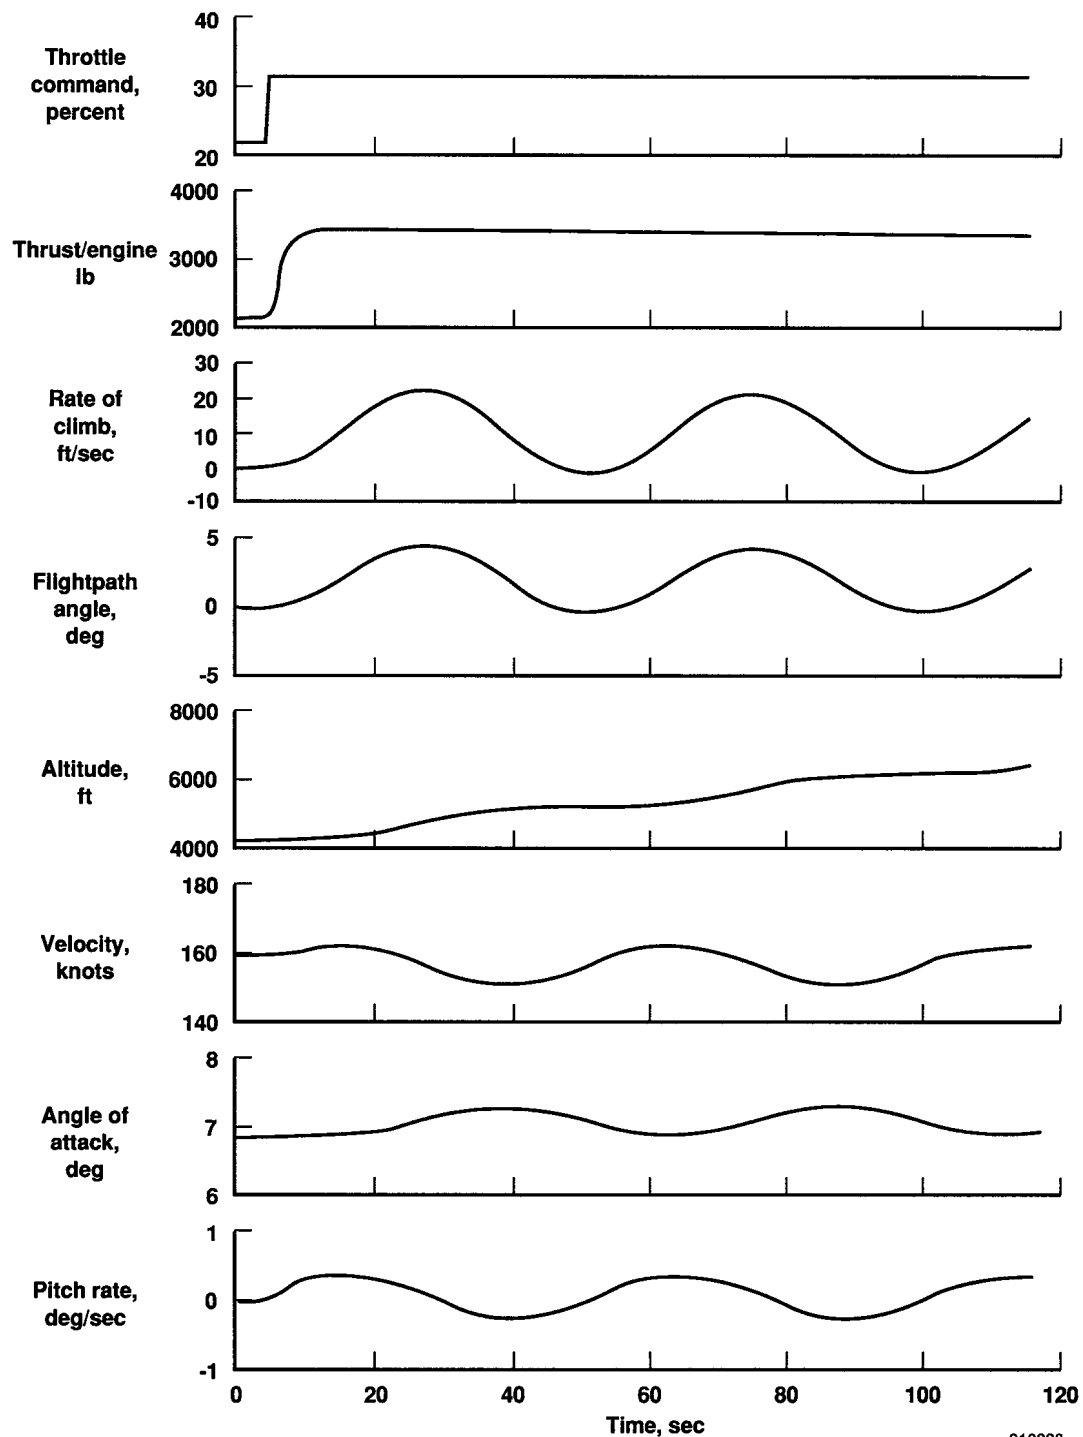 40
Throttle
command,
percent
30
20
4000
Thrust/engine
lb
3000
2000
30
Rate of
climb,
ft/sec
20
10
0
-10
5
Flightpath
angle,
deg
0
-5
8000
Altitude,
ft
6000
4000
180
Velocity,
knots
160
140
8
Angle of
attack,
deg
7
6
1
Pitch rate,
deg/sec
0
-1
0 20 40 60 80 100 120
Time, sec